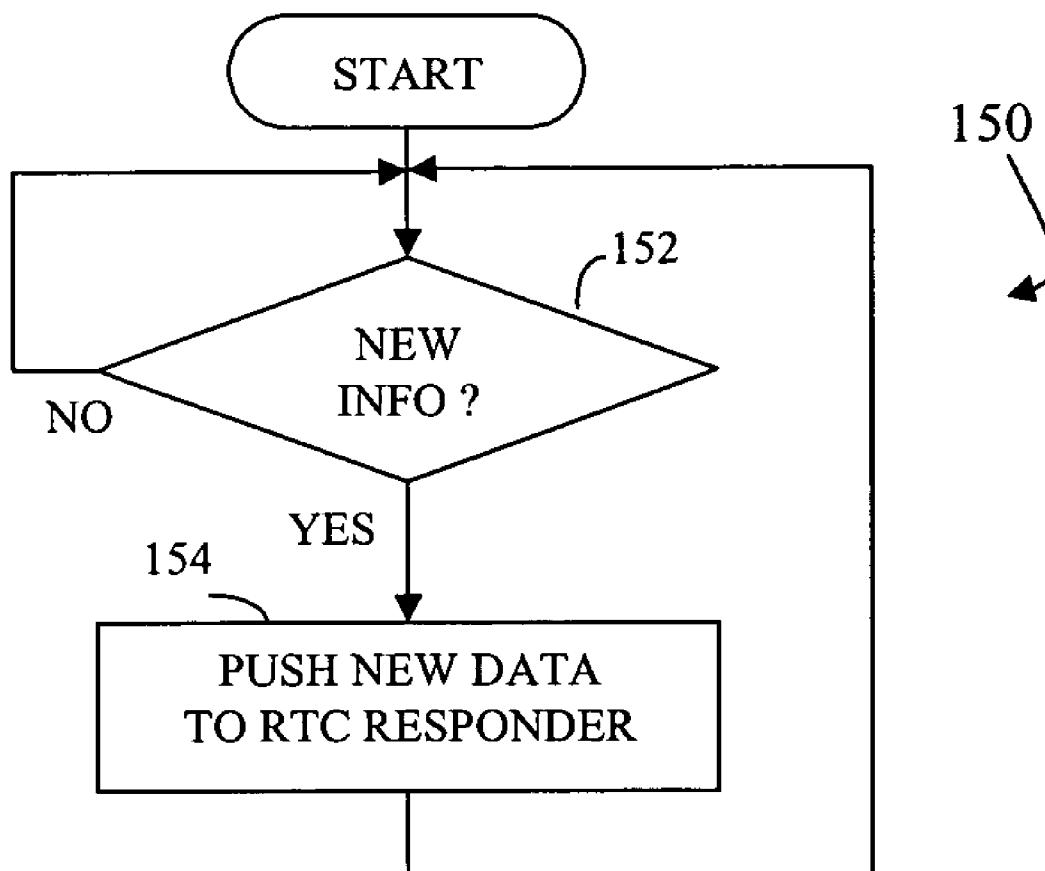 START
150
152
NEW
INFO ?
NO
YES
154
PUSH NEW DATA
TO RTC RESPONDER